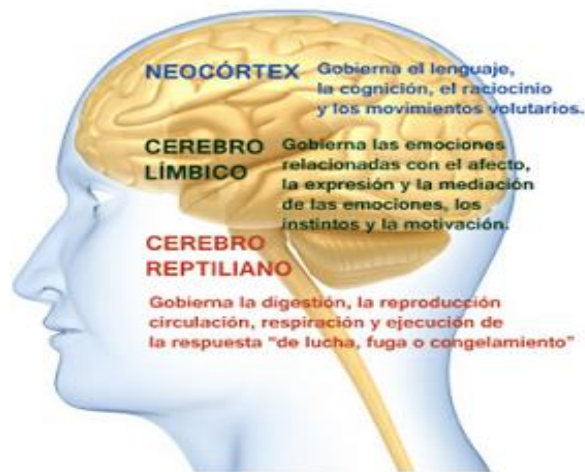 NEOCÓRTEX Gobierna el lenguaje,
la cognición, el raciocinio
y los movimientos volutarios.
CEREBRO
LÍMBICO
Gobierna las emociones
relacionadas con el afecto,
la expresión y la mediación
de las emociones, los
instintos y la motivación.
CEREBRO
REPTILIANO
Gobierna la digestión, la reproducción
circulación, respiración y ejecución de
la respuesta “de lucha, fuga o congelamiento”